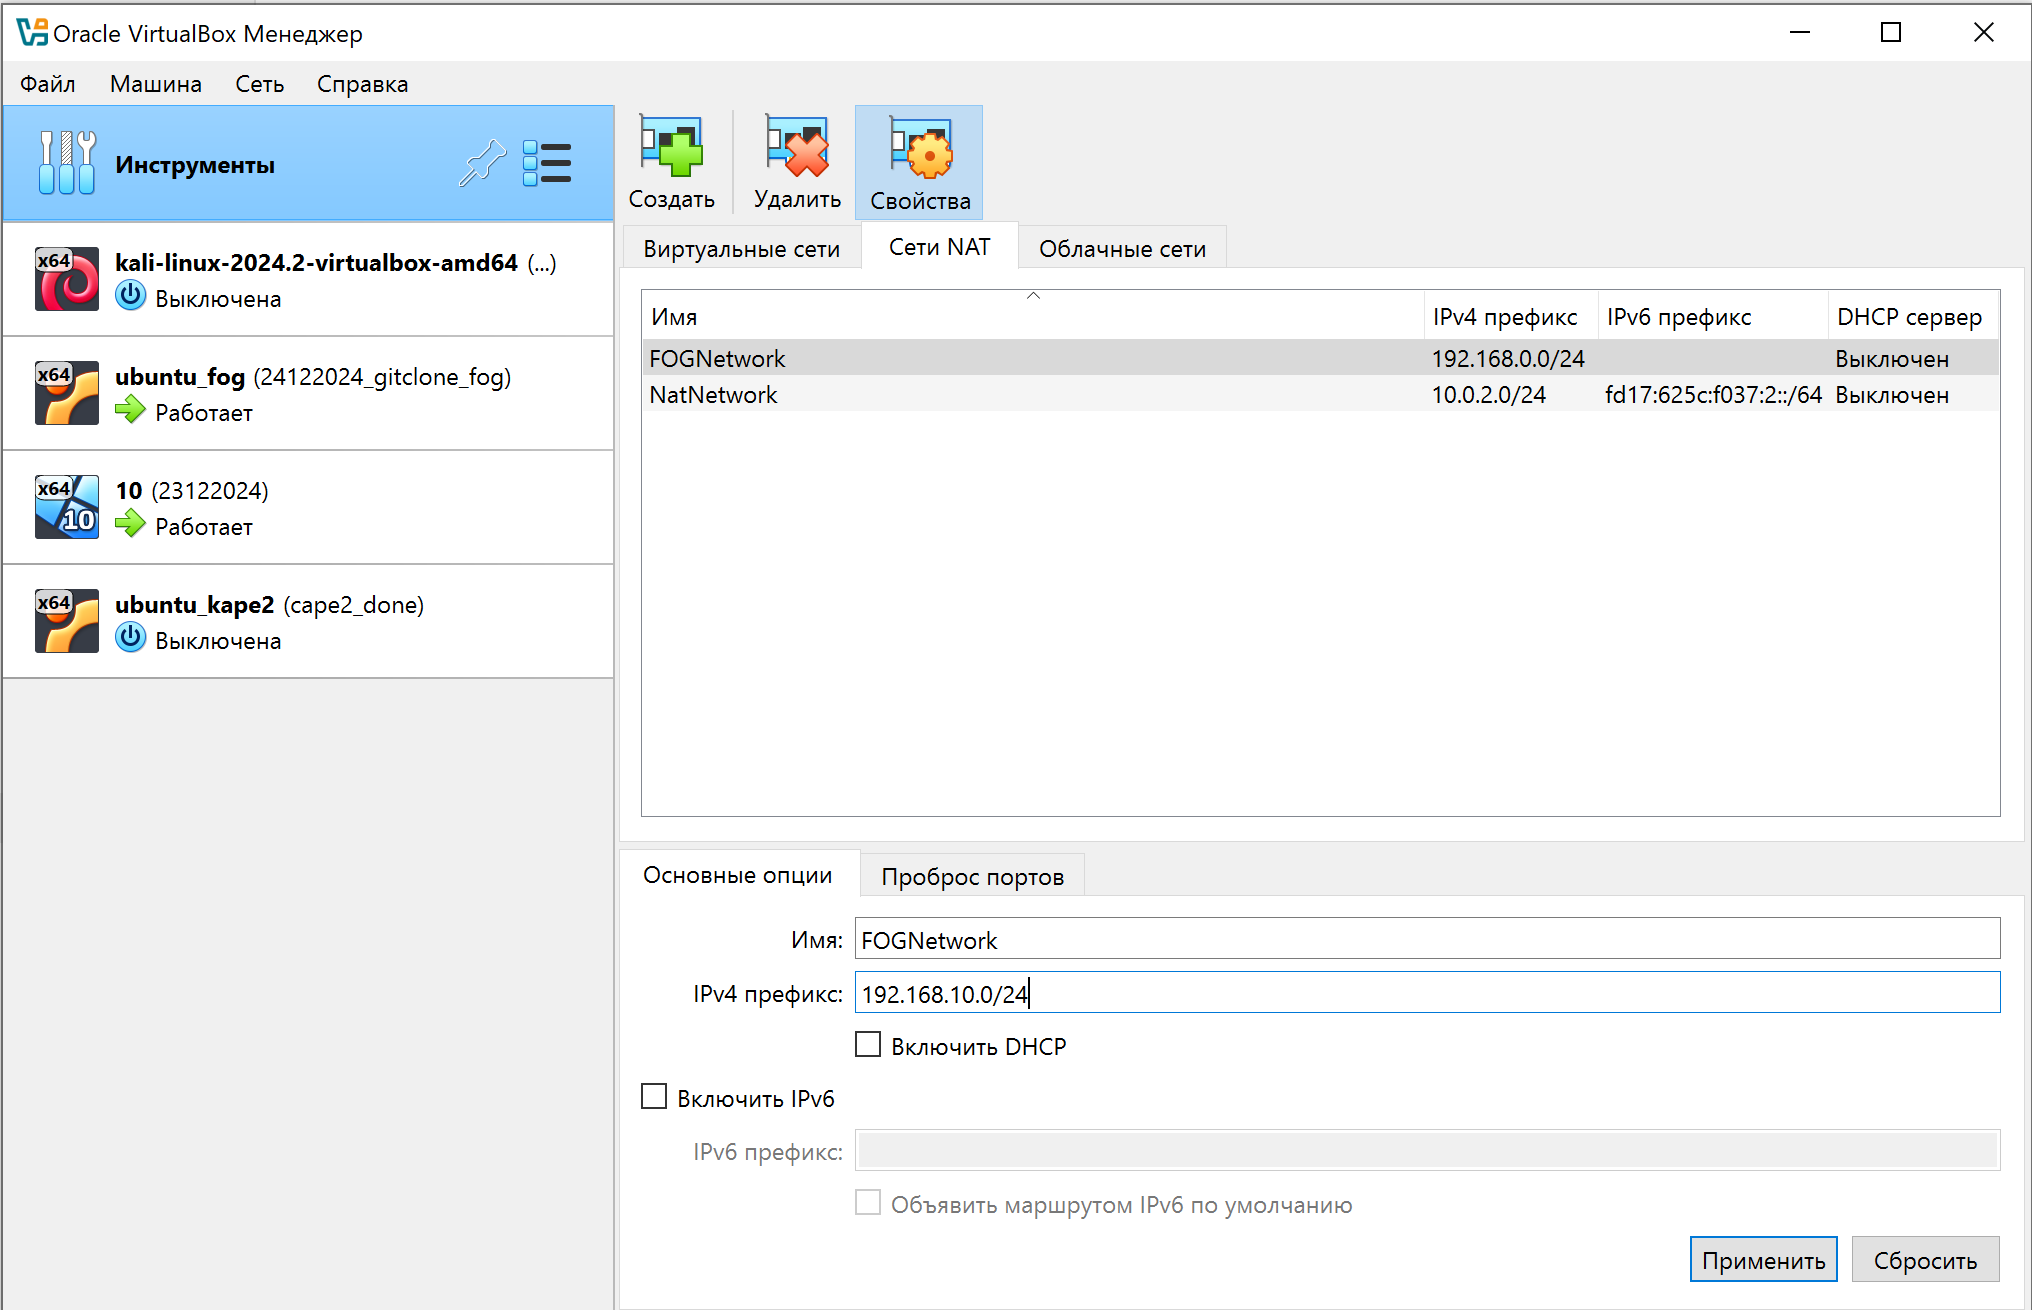 Oracle VirtualBox Менеджер
Файл Машина Сеть Справка
Инструменты
x64
kali-linux-2024.2-virtualbox-amd64 (...)
Выключена
x64
ubuntu_fog (24122024_gitclone_fog)
Работает
x64
10
10 (23122024)
Работает
x64
ubuntu_kape2 (cape2_done)
Выключена
Создать Удалить Свойства
Виртуальные сети Сети NAT Облачные сети
Имя IPv4 префикс IPv6 префикс DHCP сервер
FOGNetwork 192.168.0.0/24 Выключен
NatNetwork 10.0.2.0/24 fd17:625c:f037:2::/64 Выключен
Основные опции Проброс портов
Имя: FOGNetwork
IPv4 префикс: 192.168.10.0/24
Включить DHCP
Включить IPv6
IPv6 префикс:
Объявить маршрутом IPv6 по умолчанию
Применить Сбросить